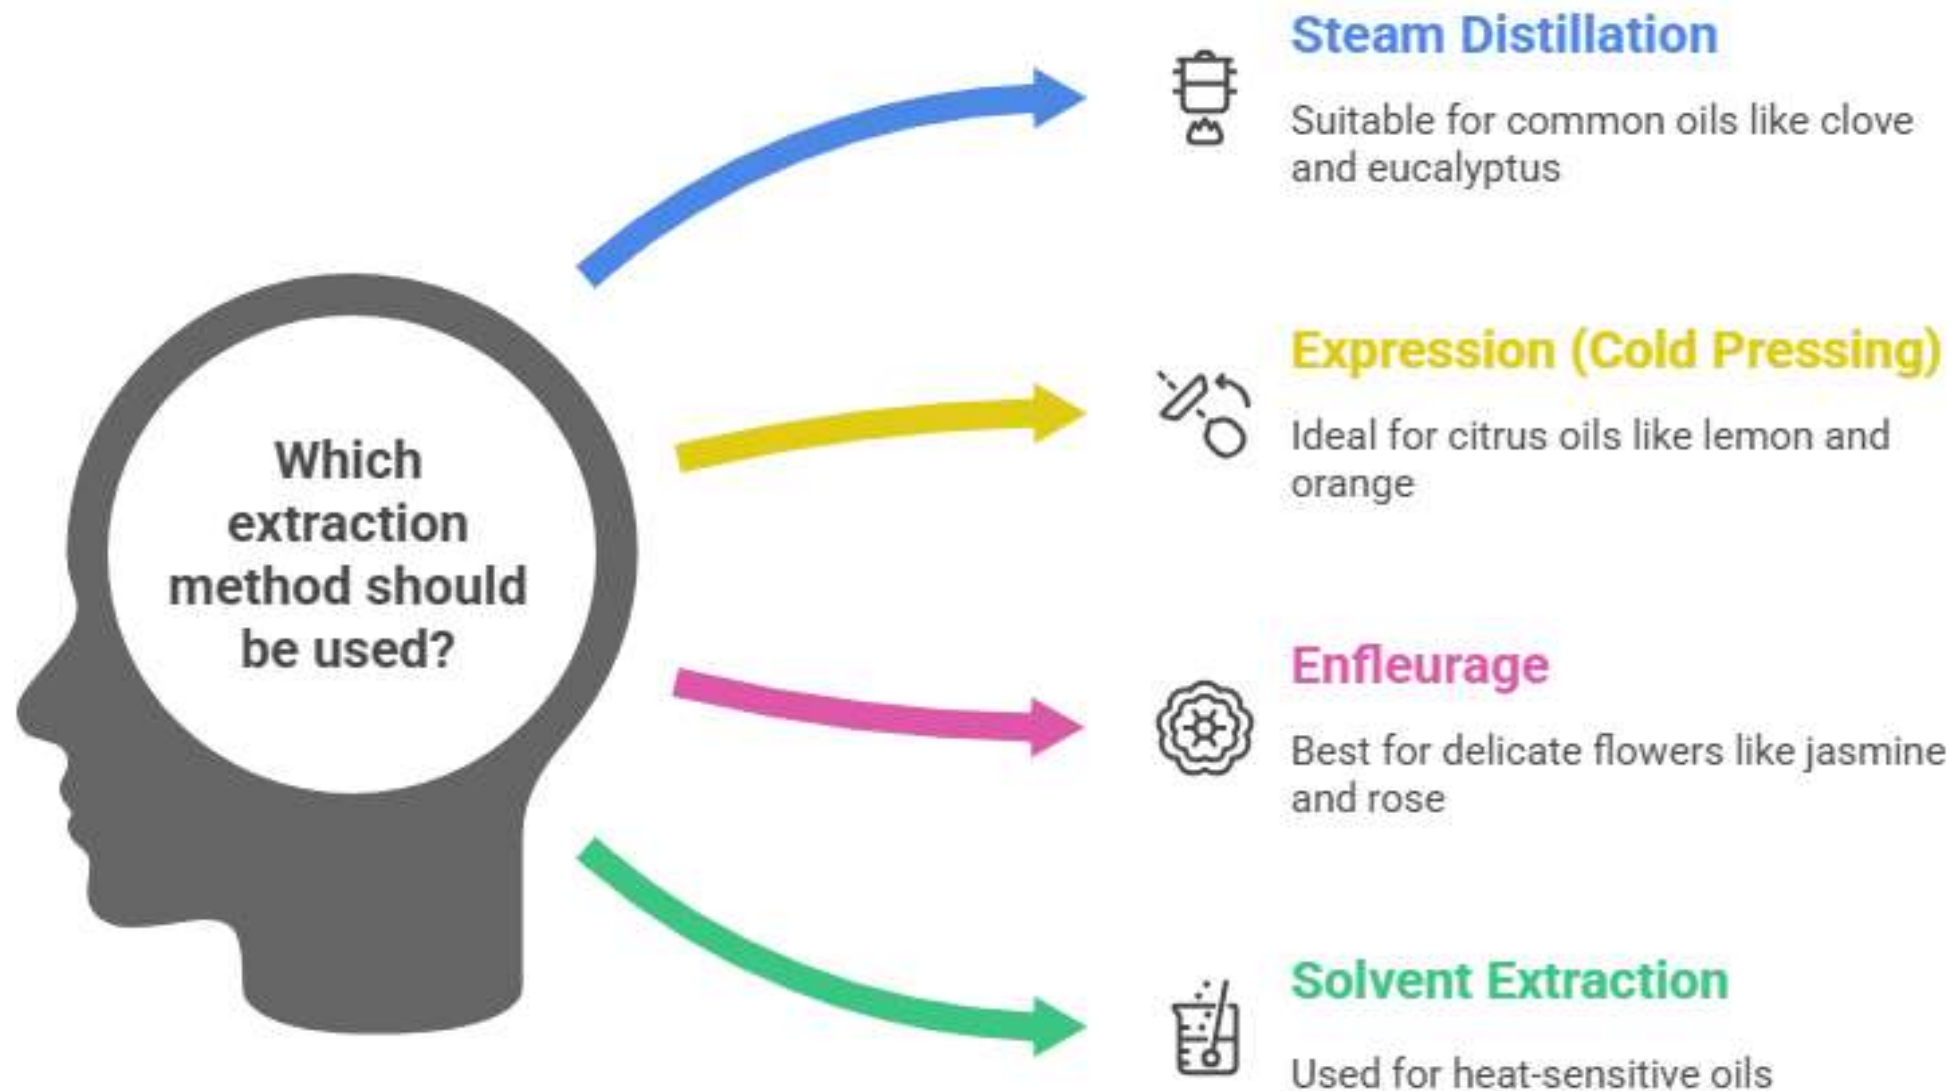 Which
extraction
method should
be used?
Steam Distillation
Suitable for common oils like clove
and eucalyptus
Expression (Cold Pressing)
Ideal for citrus oils like lemon and
orange
Enfleurage
Best for delicate flowers like jasmine
and rose
Solvent Extraction
Used for heat-sensitive oils